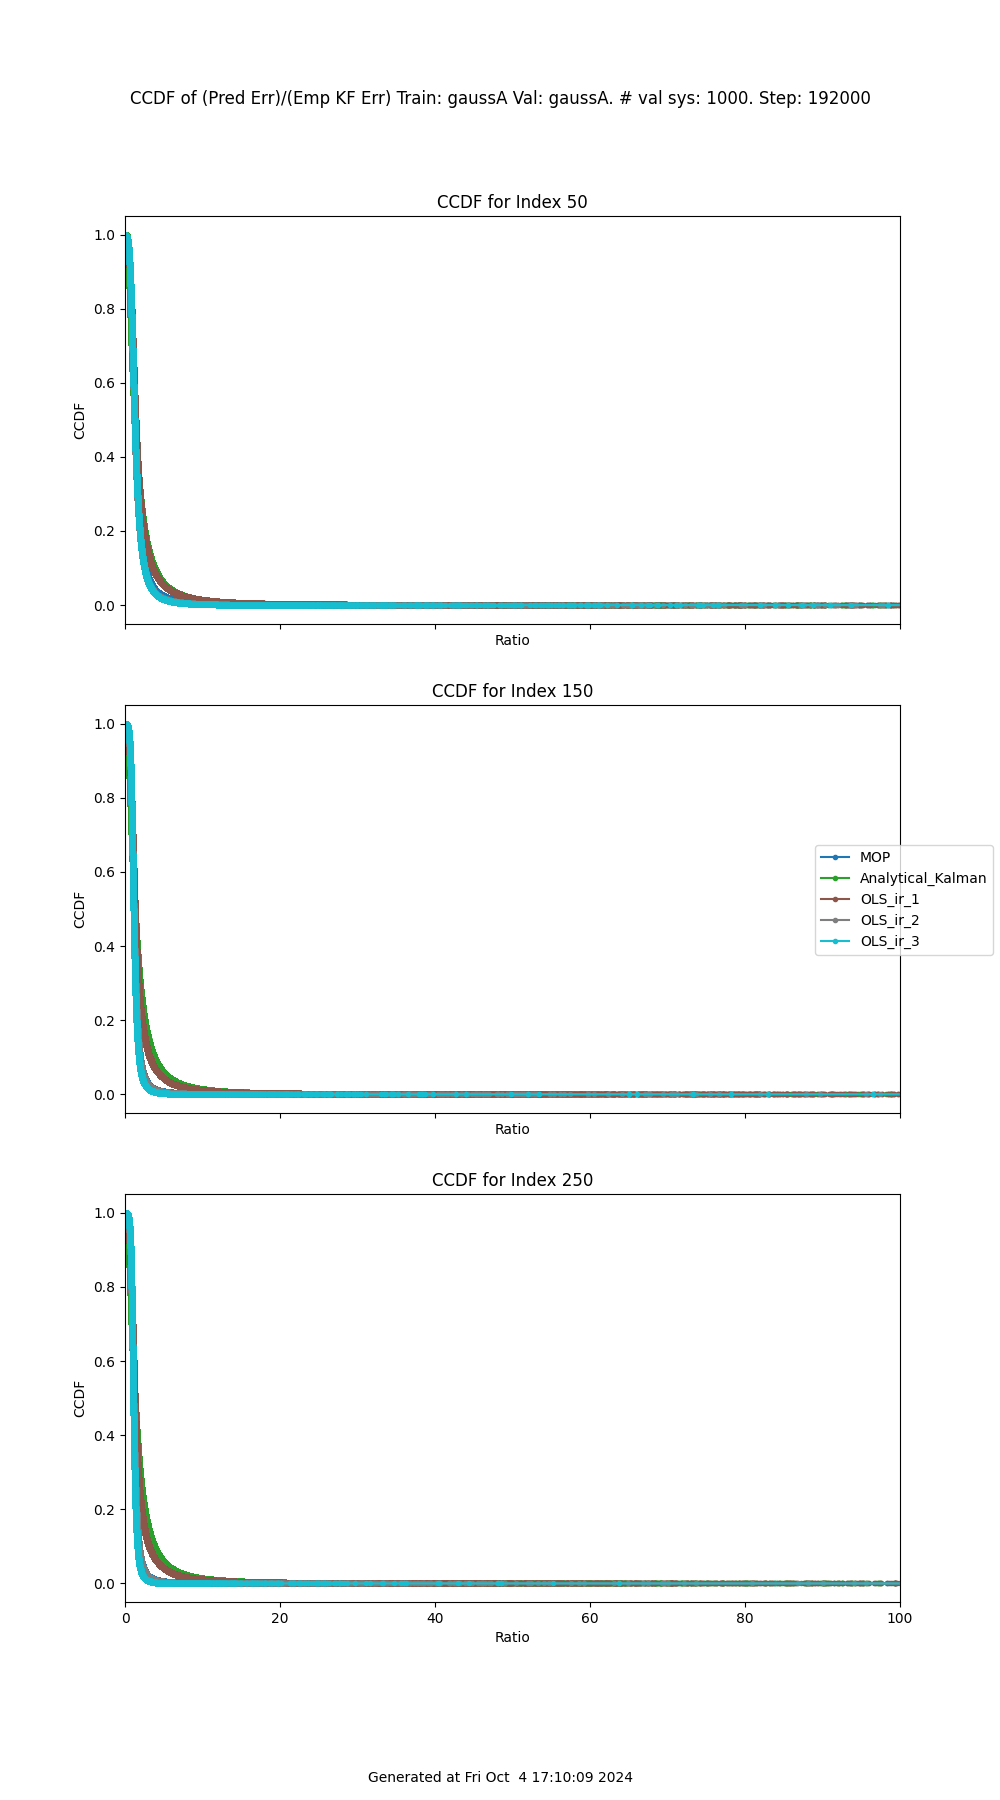 CCDF of (Pred Err)/(Emp KF Err) Train: gaussA Val: gaussA. # val sys: 1000. Step: 192000
CCDF for Index 50
1.0
0.8
0.6
0.4
0.2
0.0
CCDF
Ratio
CCDF for Index 150
1.0
0.8
0.6
0.4
0.2
0.0
CCDF
Ratio
MOP
Analytical_Kalman
OLS_ir_1
OLS_ir_2
OLS_ir_3
CCDF for Index 250
1.0
0.8
0.6
0.4
0.2
0.0
CCDF
0 20 40 60 80 100
Ratio
Generated at Fri Oct  4 17:10:09 2024